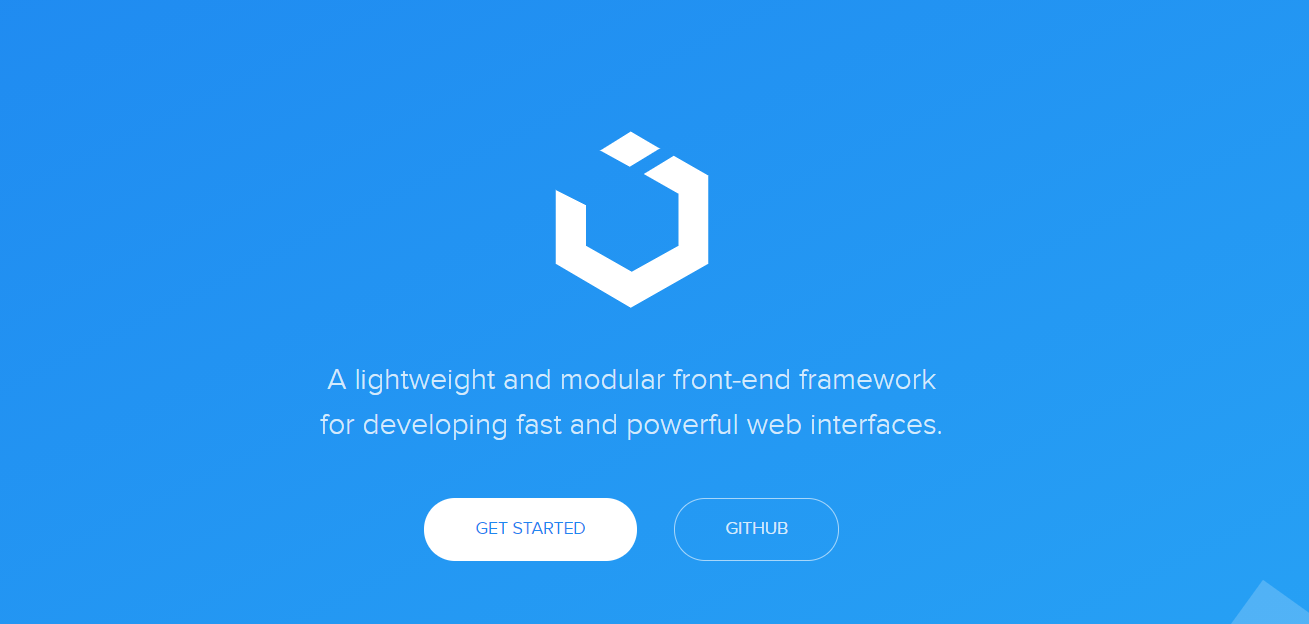 A lightweight and modular front-end framework
for developing fast and powerful web interfaces.
GET STARTED
GITHUB